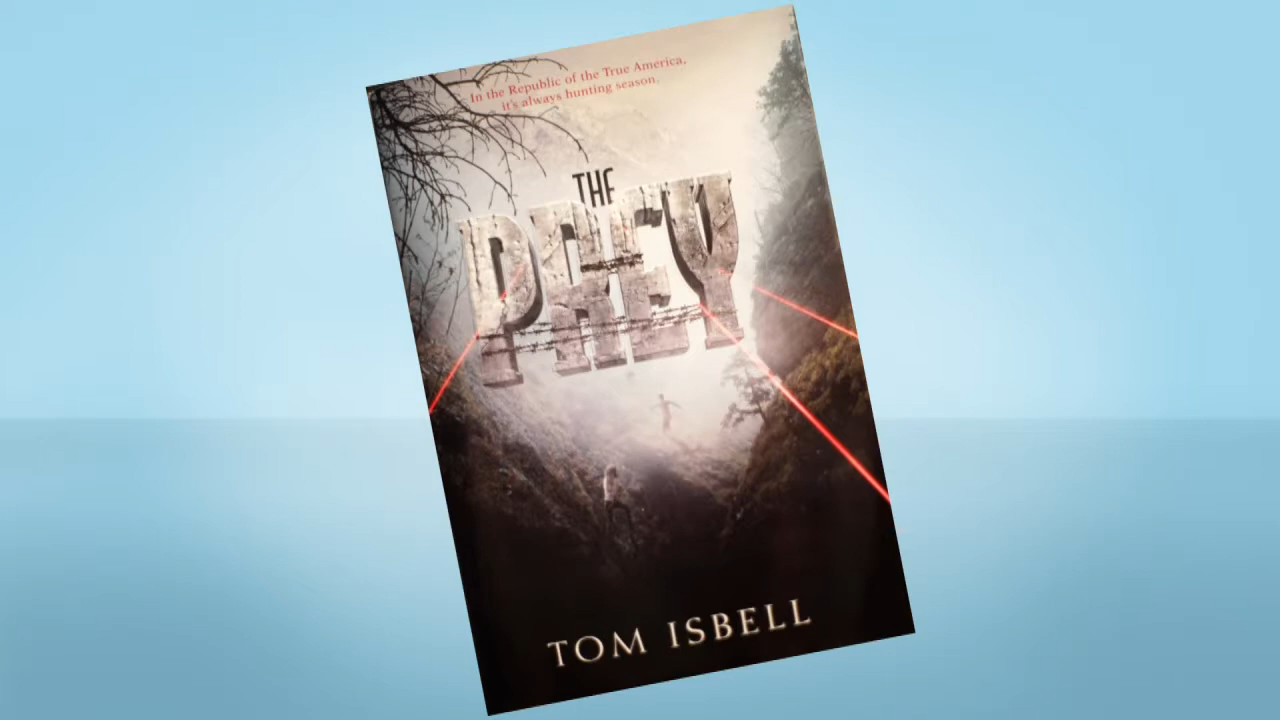 In the Republic of the True America,
it's always hunting season.
THE
PREY
TOM ISBELL